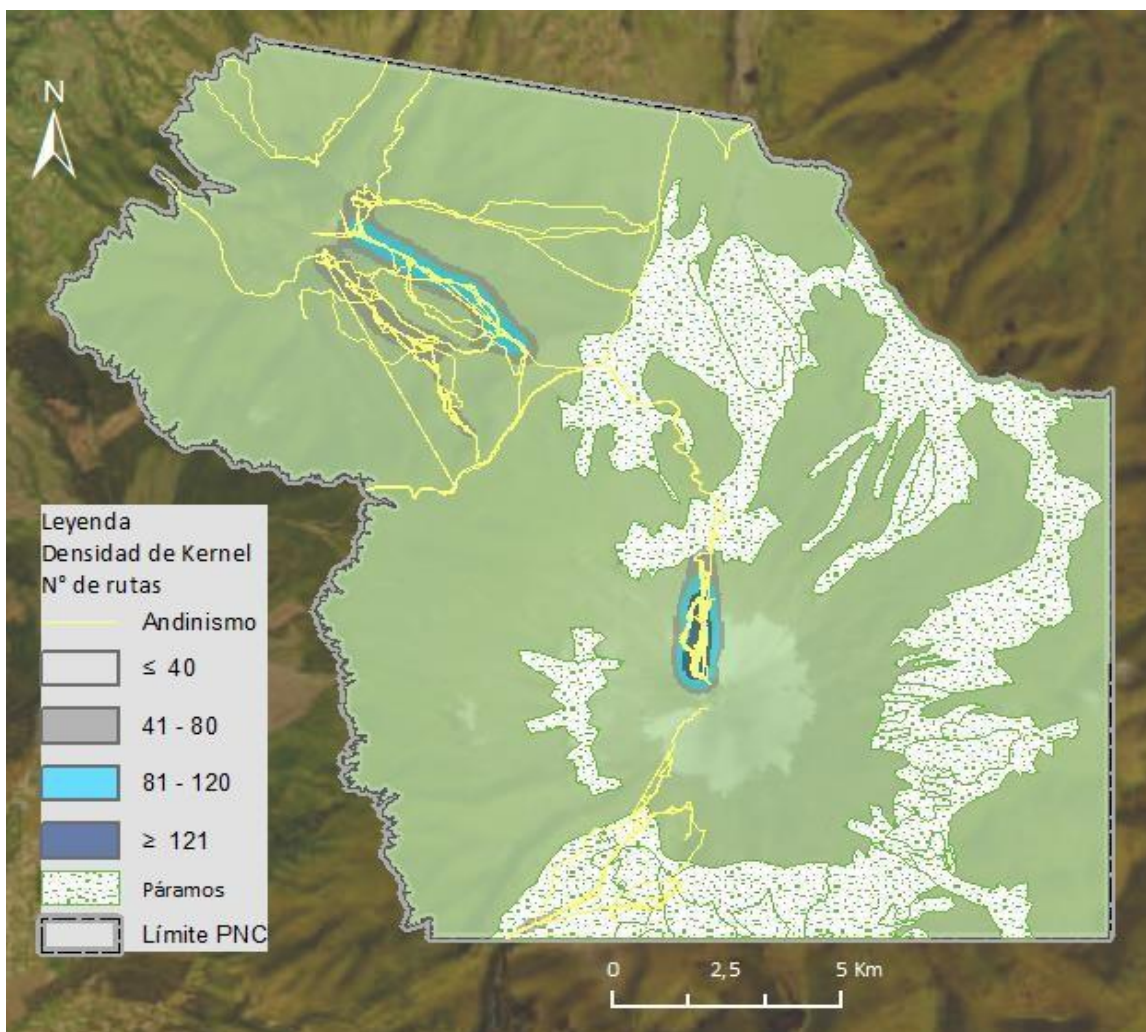 N
Leyenda
Densidad de Kernel
N° de rutas
Andinismo
≤ 40
41 - 80
81 - 120
≥ 121
Páramos
Límite PNC
0 2,5 5 Km